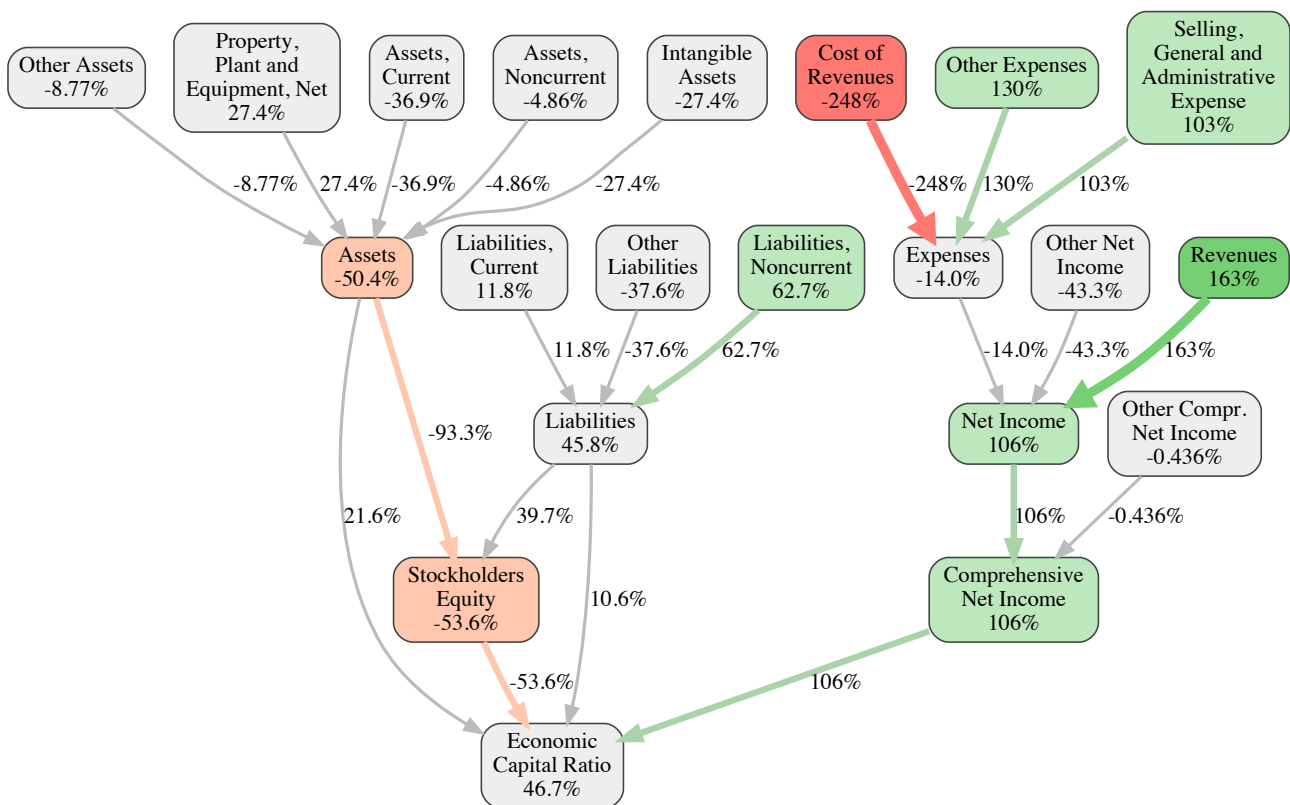 Other Assets
-8.77%
Property,
Plant and
Equipment, Net
27.4%
Assets,
Current
-36.9%
Assets,
Noncurrent
-4.86%
Intangible
Assets
-27.4%
Cost of
Revenues
-248%
Other Expenses
130%
Selling,
General and
Administrative
Expense
103%
-8.77%
27.4%
-36.9%
-4.86%
-27.4%
-248%
130%
103%
Assets
-50.4%
Liabilities,
Current
11.8%
Other
Liabilities
-37.6%
Liabilities,
Noncurrent
62.7%
Expenses
-14.0%
Other Net
Income
-43.3%
Revenues
163%
11.8%
-37.6%
62.7%
-14.0%
-43.3%
163%
-93.3%
Liabilities
45.8%
Net Income
106%
Other Compr.
Net Income
-0.436%
21.6%
39.7%
106%
-0.436%
Stockholders
Equity
-53.6%
10.6%
Comprehensive
Net Income
106%
-53.6%
106%
Economic
Capital Ratio
46.7%